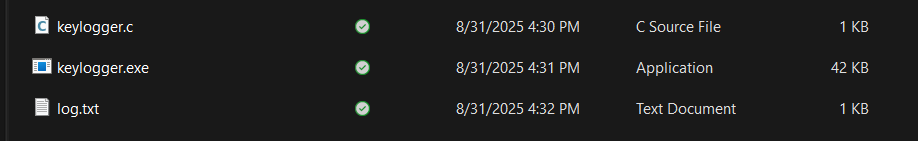 keylogger.c 8/31/2025 4:30 PM C Source File 1 KB
keylogger.exe 8/31/2025 4:31 PM Application 42 KB
log.txt 8/31/2025 4:32 PM Text Document 1 KB